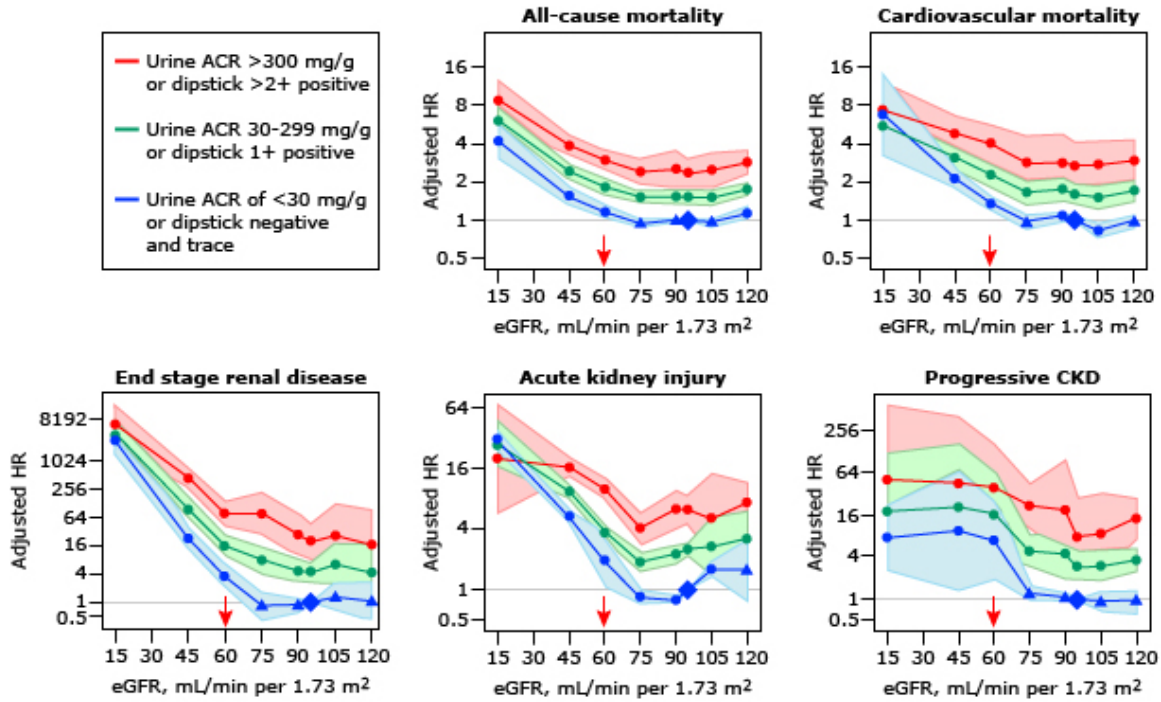 Urine ACR >300 mg/g
or dipstick >2+ positive
Urine ACR 30-299 mg/g
or dipstick 1+ positive
Urine ACR of <30 mg/g
or dipstick negative
and trace
All-cause mortality
Adjusted HR
16
8
4
2
1
0.5
15 30 45 60 75 90 105 120
eGFR, mL/min per 1.73 m²
Cardiovascular mortality
Adjusted HR
16
8
4
2
1
0.5
15 30 45 60 75 90 105 120
eGFR, mL/min per 1.73 m²
End stage renal disease
Adjusted HR
8192
1024
256
64
16
4
1
0.5
15 30 45 60 75 90 105 120
eGFR, mL/min per 1.73 m²
Acute kidney injury
Adjusted HR
64
16
4
1
0.5
15 30 45 60 75 90 105 120
eGFR, mL/min per 1.73 m²
Progressive CKD
Adjusted HR
256
64
16
4
1
0.5
15 30 45 60 75 90 105 120
eGFR, mL/min per 1.73 m²